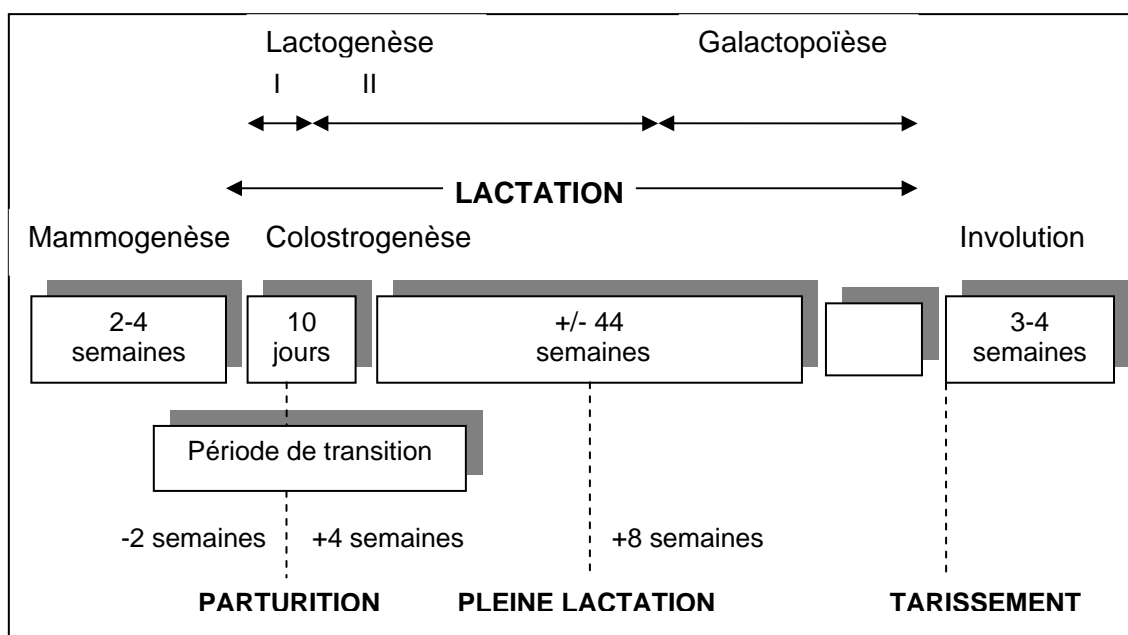 Lactogenèse Galactopoïèse
I II
LACTATION
Mammogenèse Colostrogenèse Involution
2-4 10 +/- 44 3-4
semaines jours semaines semaines
Période de transition
-2 semaines +4 semaines +8 semaines
PARTURITION PLEINE LACTATION TARISSEMENT